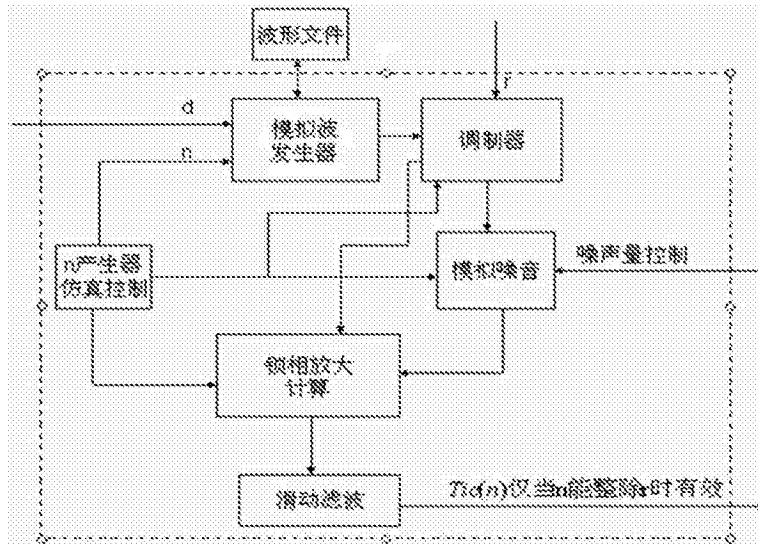 波形文件
r
d
模拟波
发生器
调制器
n
n产生器
仿真控制
模拟噪音
噪声量控制
锁相放大
计算
滑动滤波
Tic(n)仅当n能整除r时有效